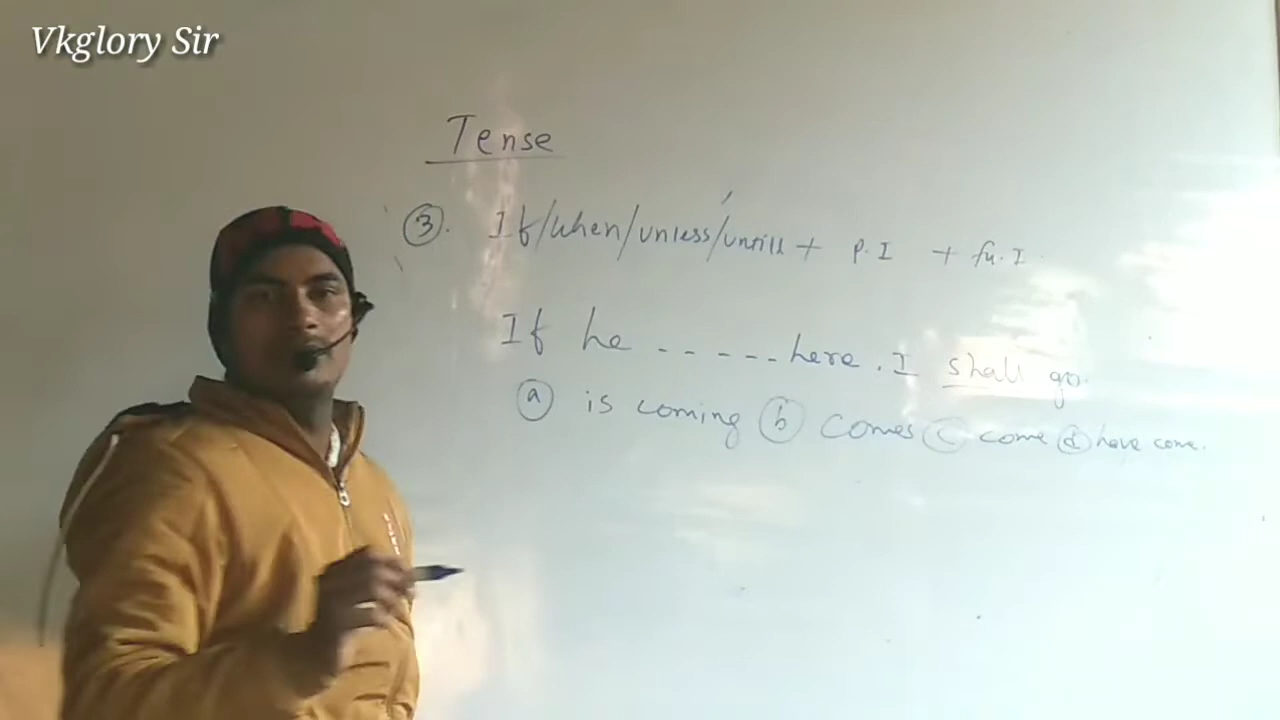 Vkglory Sir
Tense
③. If/when/unless/untill + P.I + fu.I
If he ----- here. I shall go.
ⓐ is coming ⓑ comes ⓒ come ⓓ have come.